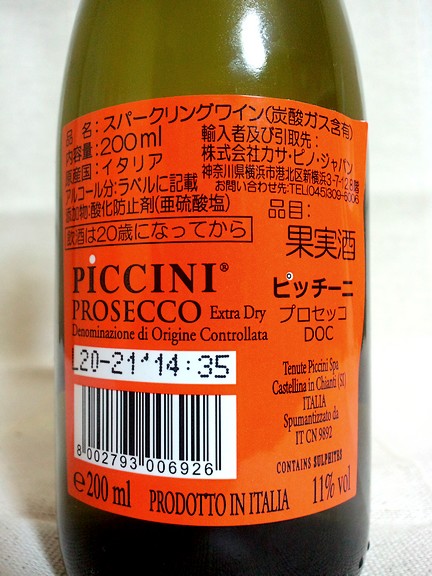 品 名：スパークリングワイン(炭酸ガス含有)
内容量：200ml
原産国：イタリア
アルコール分：ラベルに記載
添加物：酸化防止剤(亜硫酸塩)
輸入者及び引取先：
株式会社カサ・ピノ・ジャパン
神奈川県横浜市港北区新横浜3-7-12 8階
お問い合わせ先:TEL(045)309-6006
飲酒は20歳になってから
品目：
果実酒
PiCCINI®
PROSECCO Extra Dry
Denominazione di Origine Controllata
ピッチーニ
プロセッコ
DOC
L20-21'14:35
Tenute Piccini Spa
Castellina in Chianti (SI)
ITALIA
Spumantizzato da
IT CN 9892
8 002793 006926
CONTAINS SULPHITES
e200 ml PRODOTTO IN ITALIA 11% vol